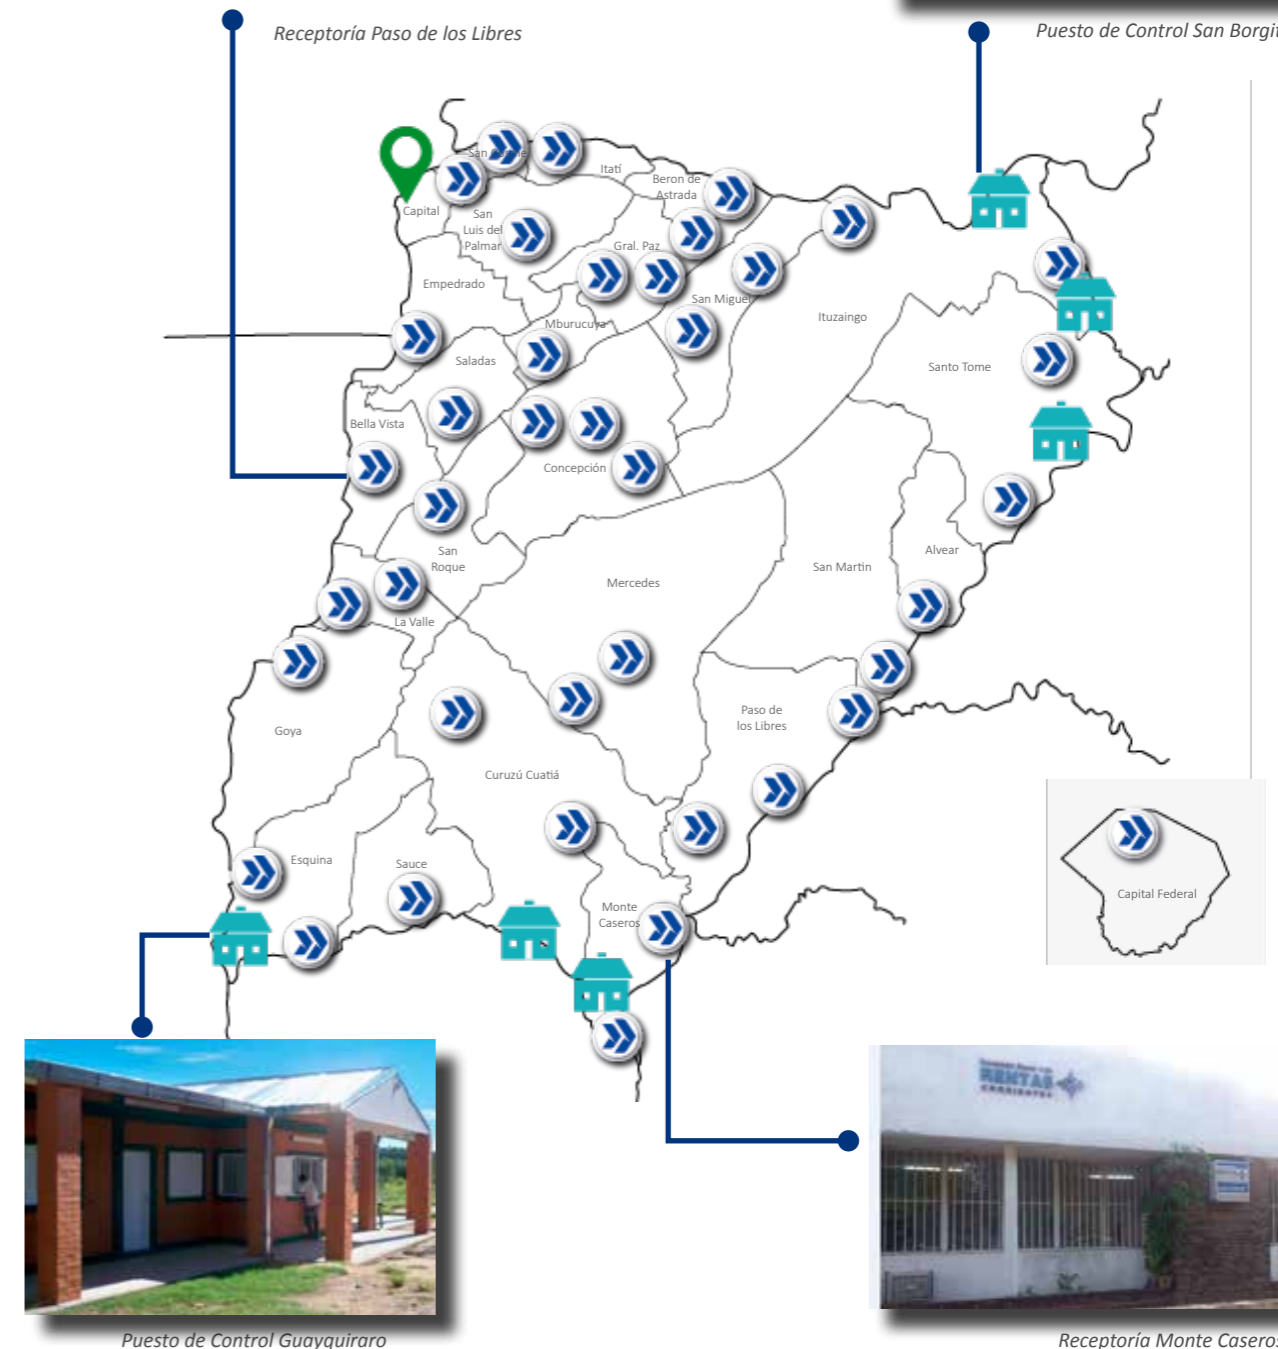 Receptoría Paso de los Libres
Puesto de Control San Borgit
San Cosme
Itatí
Beron de
Astrada
Capital
San
Luis del
Palmar
Gral. Paz
Empedrado
San Miguel
Ituzaingo
Mburucuya
Saladas
Santo Tome
Bella Vista
Concepción
San
Roque
Alvear
San Martin
Mercedes
La Valle
Paso de
los Libres
Goya
Curuzú Cuatiá
Esquina
Sauce
Monte
Caseros
Capital Federal
RENTAS
CORRIENTES
Puesto de Control Guayquiraro
Receptoría Monte Caseros